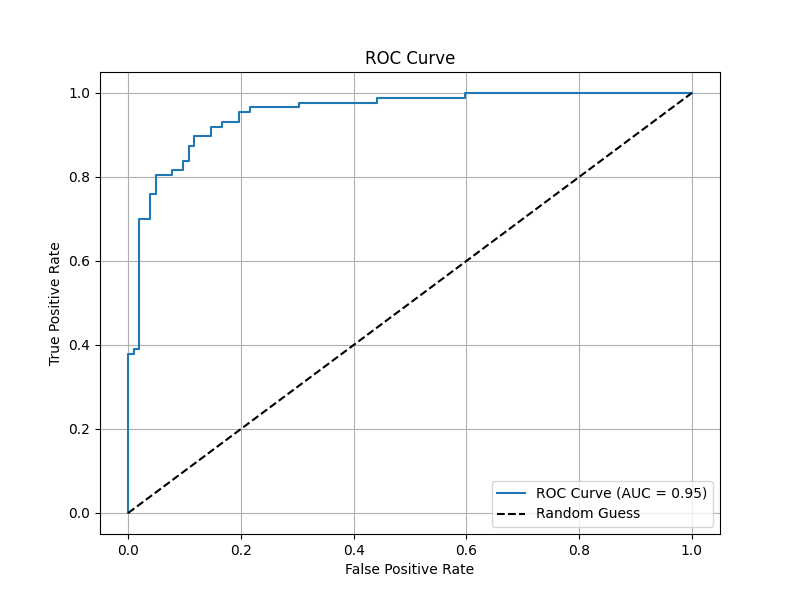 ROC Curve
True Positive Rate
1.0
0.8
0.6
0.4
0.2
0.0
ROC Curve (AUC = 0.95)
Random Guess
0.0 0.2 0.4 0.6 0.8 1.0
False Positive Rate